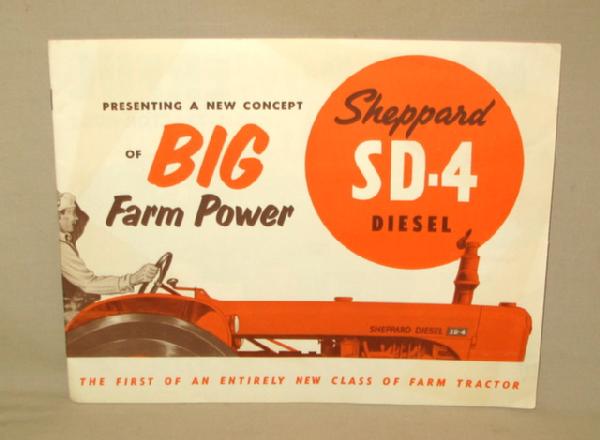 PRESENTING A NEW CONCEPT
OF BIG
Farm Power
Sheppard
SD-4
DIESEL
SHEPPARD DIESEL SD-4
THE FIRST OF AN ENTIRELY NEW CLASS OF FARM TRACTOR